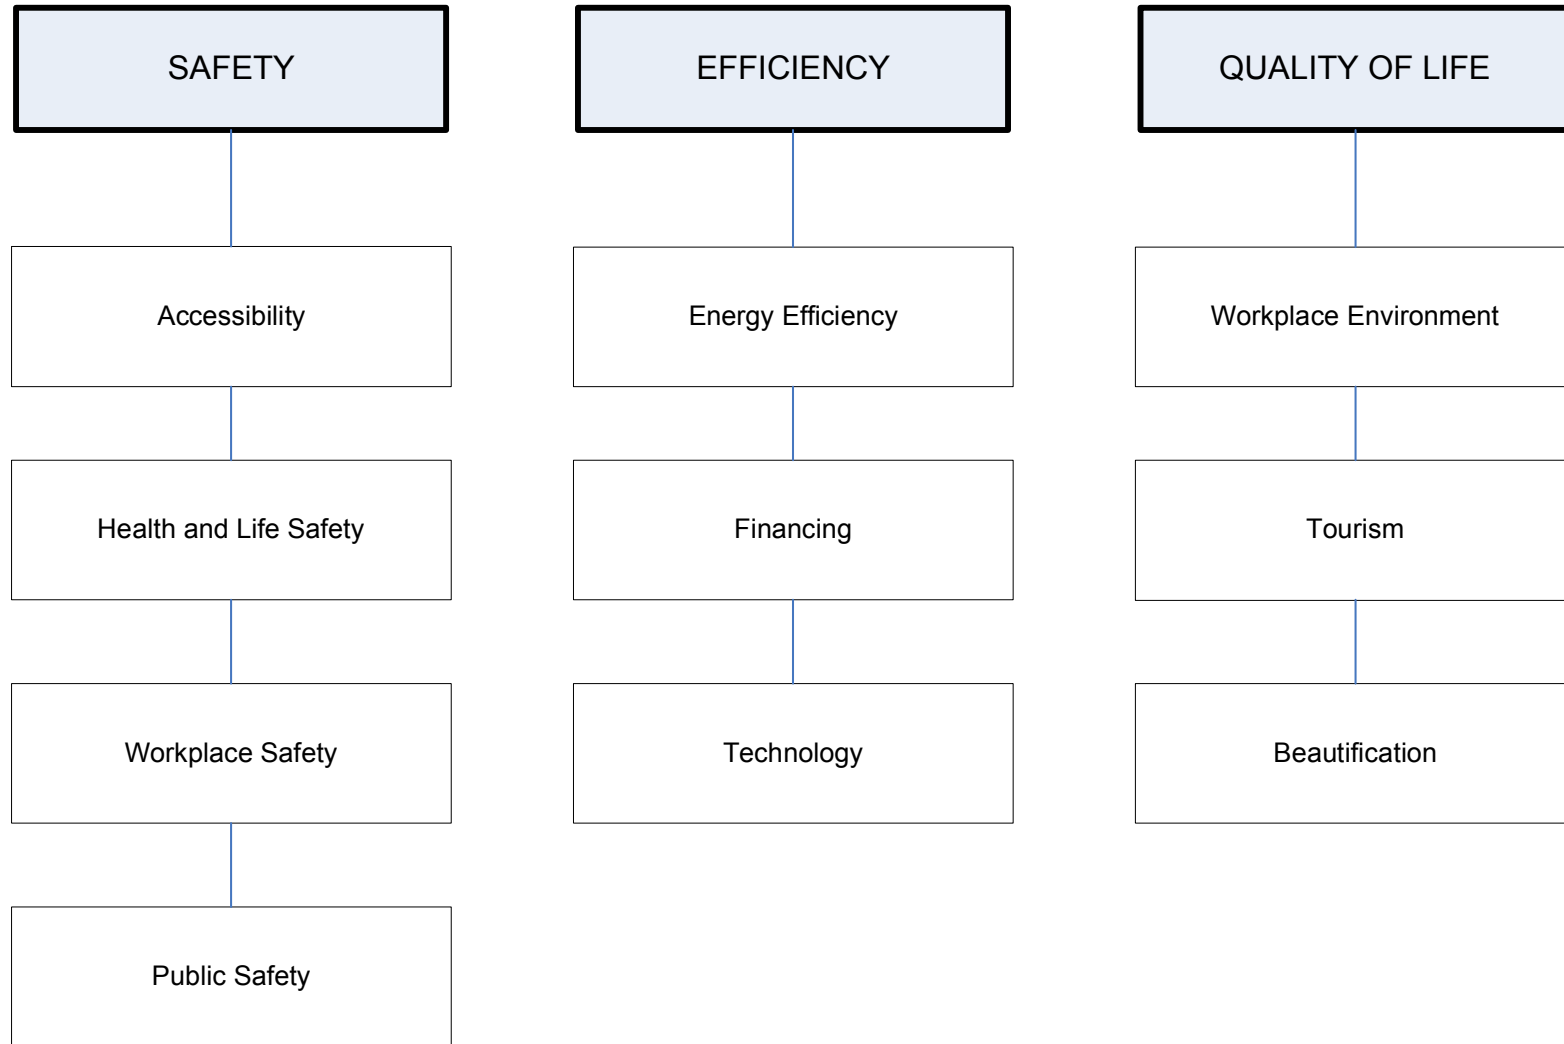 SAFETY
EFFICIENCY
QUALITY OF LIFE
Accessibility
Energy Efficiency
Workplace Environment
Health and Life Safety
Financing
Tourism
Workplace Safety
Technology
Beautification
Public Safety